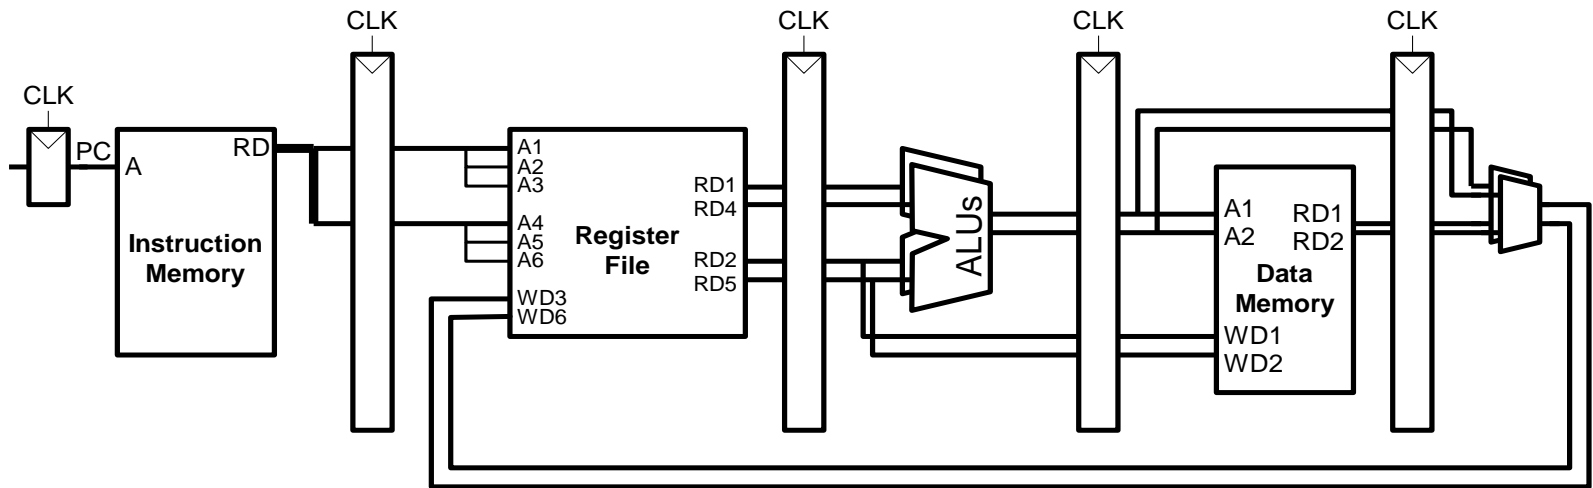 CLK
CLK
CLK
CLK
CLK
PC
A
RD
Instruction
Memory
A1
A2
A3
A4
A5
A6
WD3
WD6
Register
File
RD1
RD4
RD2
RD5
ALUs
A1
A2
RD1
RD2
Data
Memory
WD1
WD2